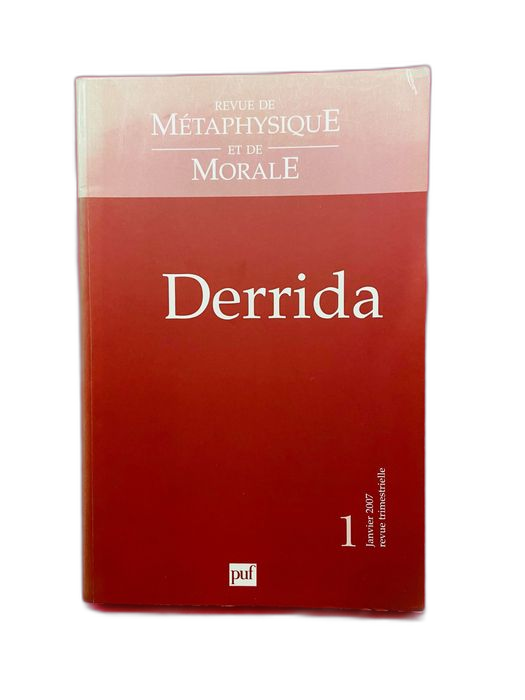 REVUE DE
MÉTAPHYSIQUE
ET DE
MORALE
Derrida
1
Janvier 2007
revue trimestrielle
puf